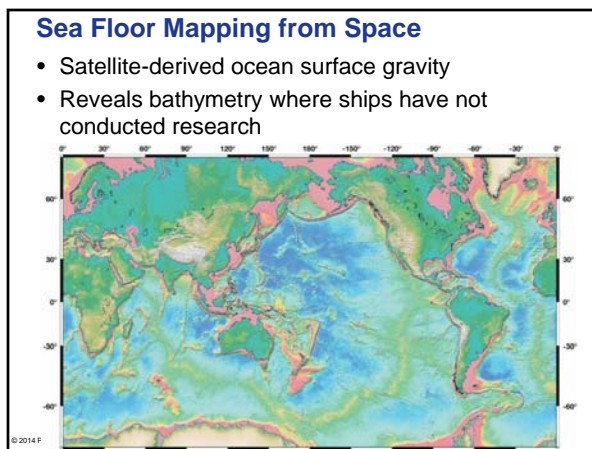 Sea Floor Mapping from Space
• Satellite-derived ocean surface gravity
• Reveals bathymetry where ships have not
conducted research
0° 30° 60° 90° 120° 150° 180° -150° -120° -90° -60° -30° 0°
60° 60°
30° 30°
0° 0°
-30° -30°
-60° -60°
© 2014 F